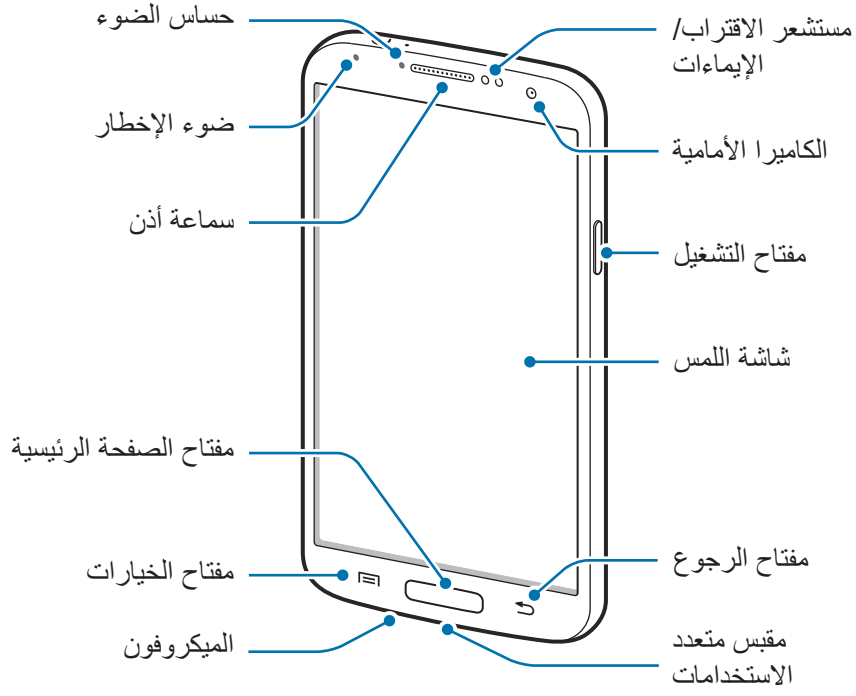 مستشعر الاقتراب/
الإيماءات
الكاميرا الأمامية
مفتاح التشغيل
شاشة اللمس
مفتاح الرجوع
مقبس متعدد
الاستخدامات
حساس الضوء
ضوء الإخطار
سماعة أذن
مفتاح الصفحة الرئيسية
مفتاح الخيارات
الميكروفون